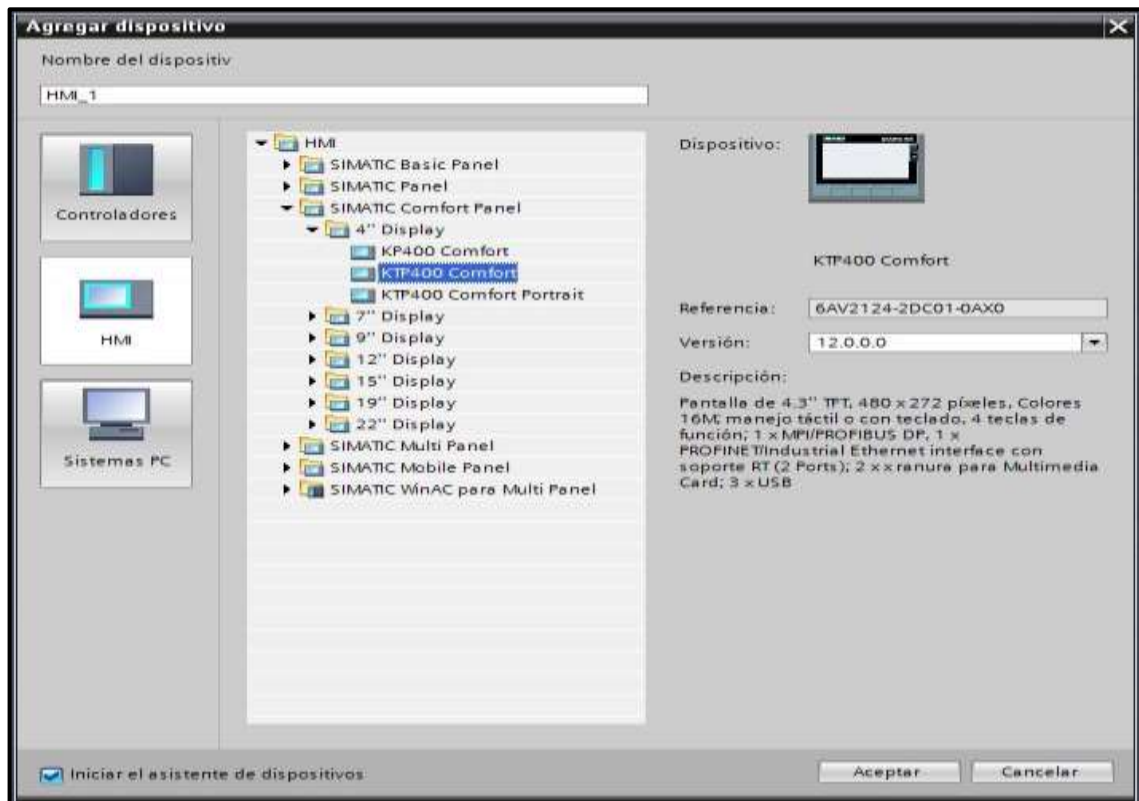 Agregar dispositivo
Nombre del dispositiv
HMI_1
Controladores
HMI
Sistemas PC
HMI
SIMATIC Basic Panel
SIMATIC Panel
SIMATIC Comfort Panel
4" Display
KP400 Comfort
KTP400 Comfort
KTP400 Comfort Portrait
7" Display
9" Display
12" Display
15" Display
19" Display
22" Display
SIMATIC Multi Panel
SIMATIC Mobile Panel
SIMATIC WinAC para Multi Panel
Dispositivo:
KTP400 Comfort
Referencia: 6AV2124-2DC01-0AX0
Versión: 12.0.0.0
Descripción:
Pantalla de 4.3" TFT, 480 x 272 píxeles, Colores
16M; manejo táctil o con teclado, 4 teclas de
función; 1 x MPI/PROFIBUS DP, 1 x
PROFINET/Industrial Ethernet interface con
soporte RT (2 Ports); 2 x x ranura para Multimedia
Card; 3 x USB
Iniciar el asistente de dispositivos
Aceptar
Cancelar